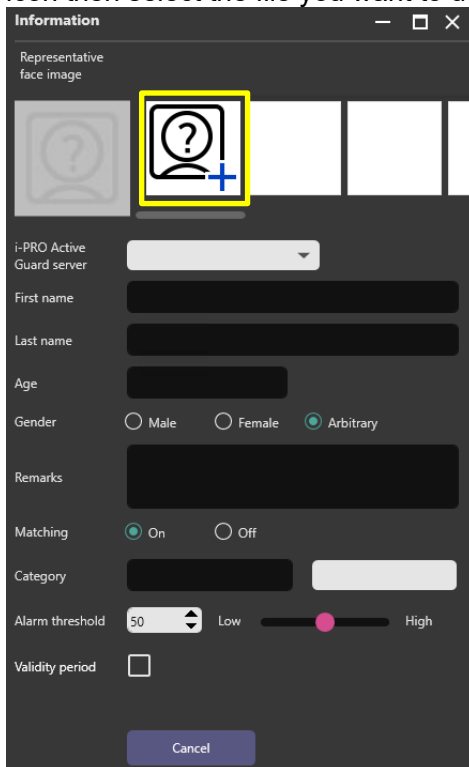 Information
Representative
face image
i-PRO Active
Guard server
First name
Last name
Age
Gender
Male
Female
Arbitrary
Remarks
Matching
On
Off
Category
Alarm threshold
50
Low
High
Validity period
Cancel